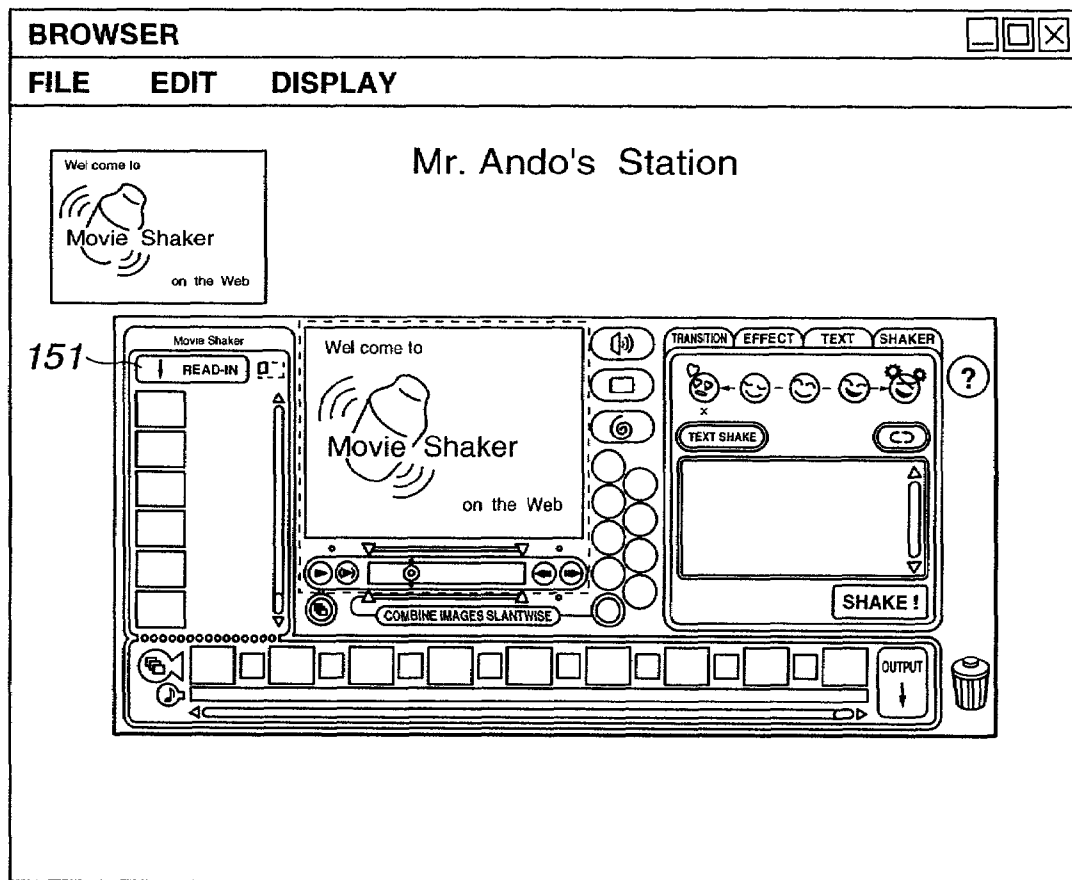 BROWSER
FILE EDIT DISPLAY
Mr. Ando's Station
Wel come to
Movie Shaker
on the Web
151
Movie Shaker
READ-IN
Wel come to
Movie Shaker
on the Web
COMBINE IMAGES SLANTWISE
TRANSITION EFFECT TEXT SHAKER
?
x
TEXT SHAKE
SHAKE !
OUTPUT